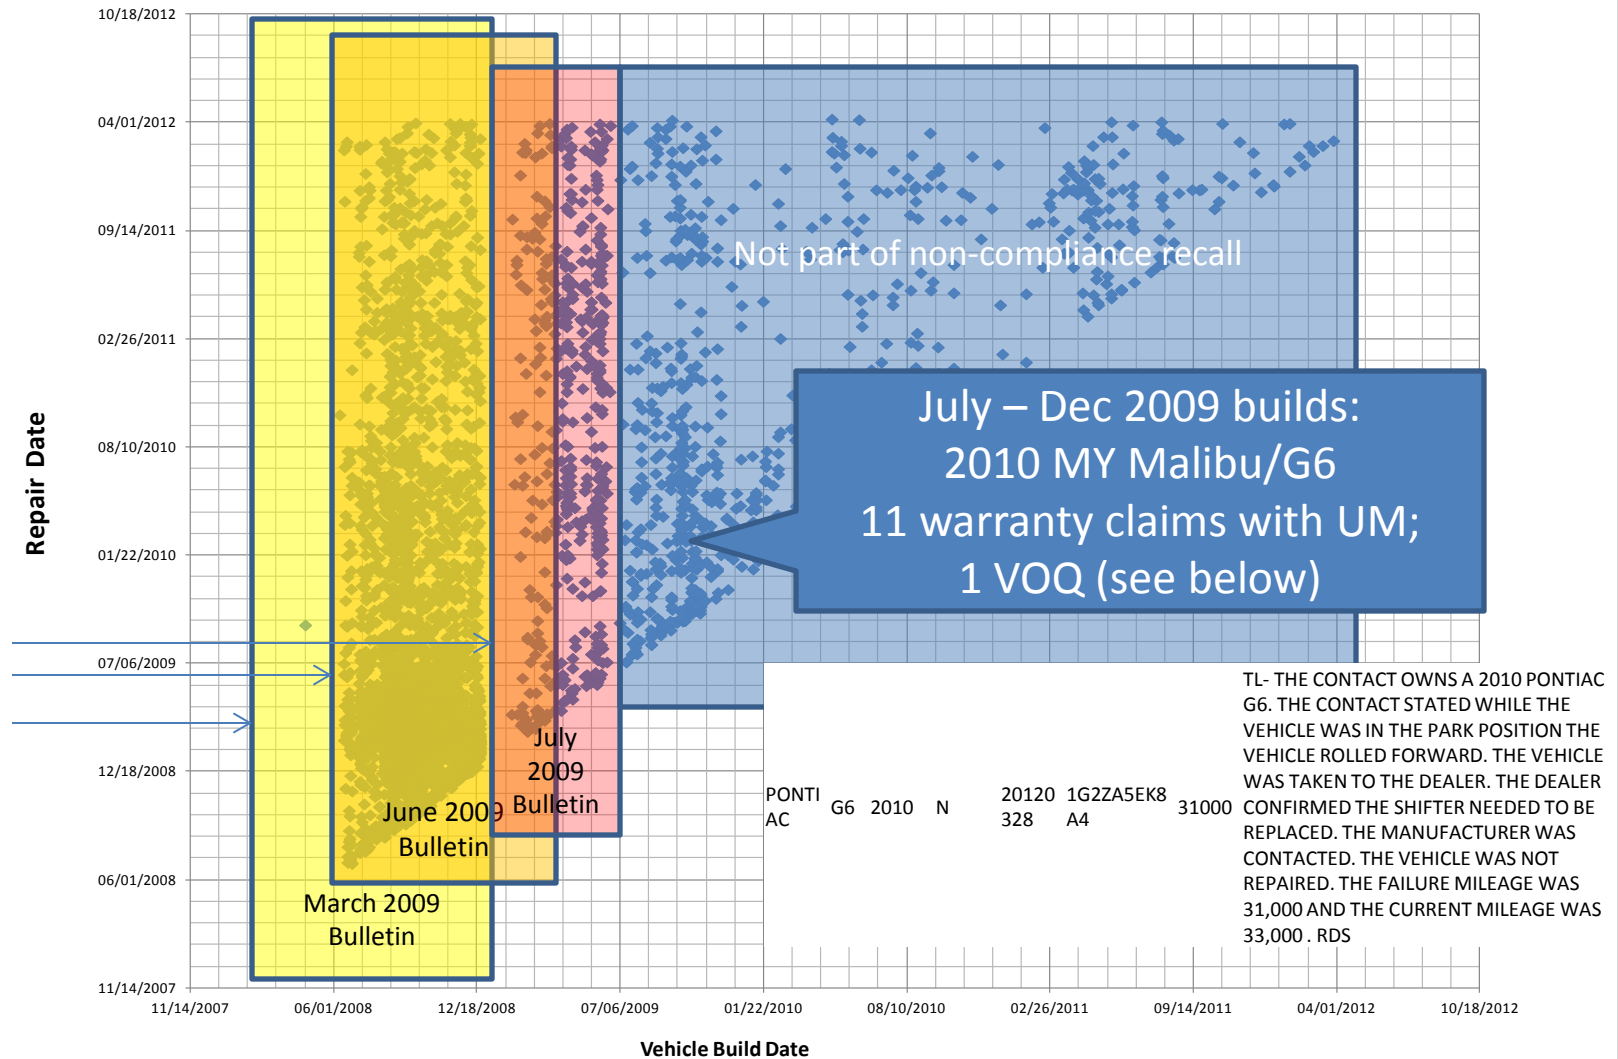 10/18/2012
04/01/2012
09/14/2011
02/26/2011
08/10/2010
01/22/2010
07/06/2009
12/18/2008
06/01/2008
11/14/2007
Repair Date
Not part of non-compliance recall
July – Dec 2009 builds:
2010 MY Malibu/G6
11 warranty claims with UM;
1 VOQ (see below)
July
2009
Bulletin
June 2009
Bulletin
March 2009
Bulletin
PONTI
AC
G6
2010
N
20120
328
1G2ZA5EK8
A4
31000
TL- THE CONTACT OWNS A 2010 PONTIAC
G6. THE CONTACT STATED WHILE THE
VEHICLE WAS IN THE PARK POSITION THE
VEHICLE ROLLED FORWARD. THE VEHICLE
WAS TAKEN TO THE DEALER. THE DEALER
CONFIRMED THE SHIFTER NEEDED TO BE
REPLACED. THE MANUFACTURER WAS
CONTACTED. THE VEHICLE WAS NOT
REPAIRED. THE FAILURE MILEAGE WAS
31,000 AND THE CURRENT MILEAGE WAS
33,000 . RDS
11/14/2007
06/01/2008
12/18/2008
07/06/2009
01/22/2010
08/10/2010
02/26/2011
09/14/2011
04/01/2012
10/18/2012
Vehicle Build Date